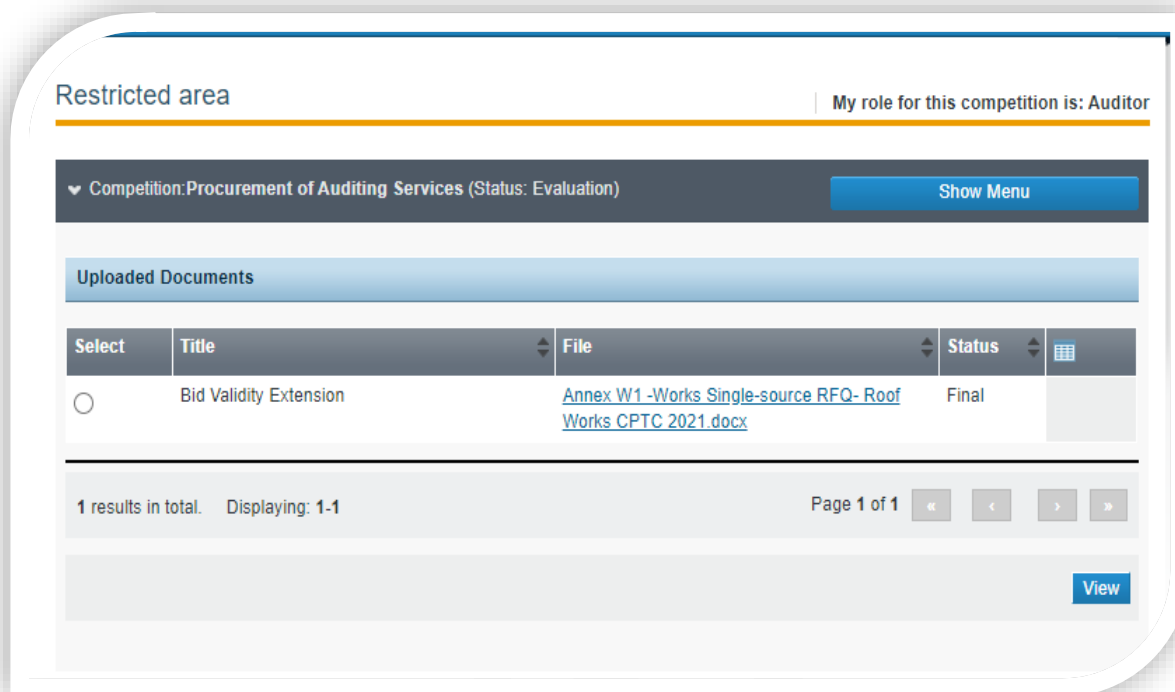 Restricted area
My role for this competition is: Auditor
Competition:Procurement of Auditing Services (Status: Evaluation)
Show Menu
Uploaded Documents
Select Title File Status
Bid Validity Extension Annex W1 -Works Single-source RFQ- Roof Final
Works CPTC 2021.docx
1 results in total. Displaying: 1-1 Page 1 of 1 « ‹ › »
View